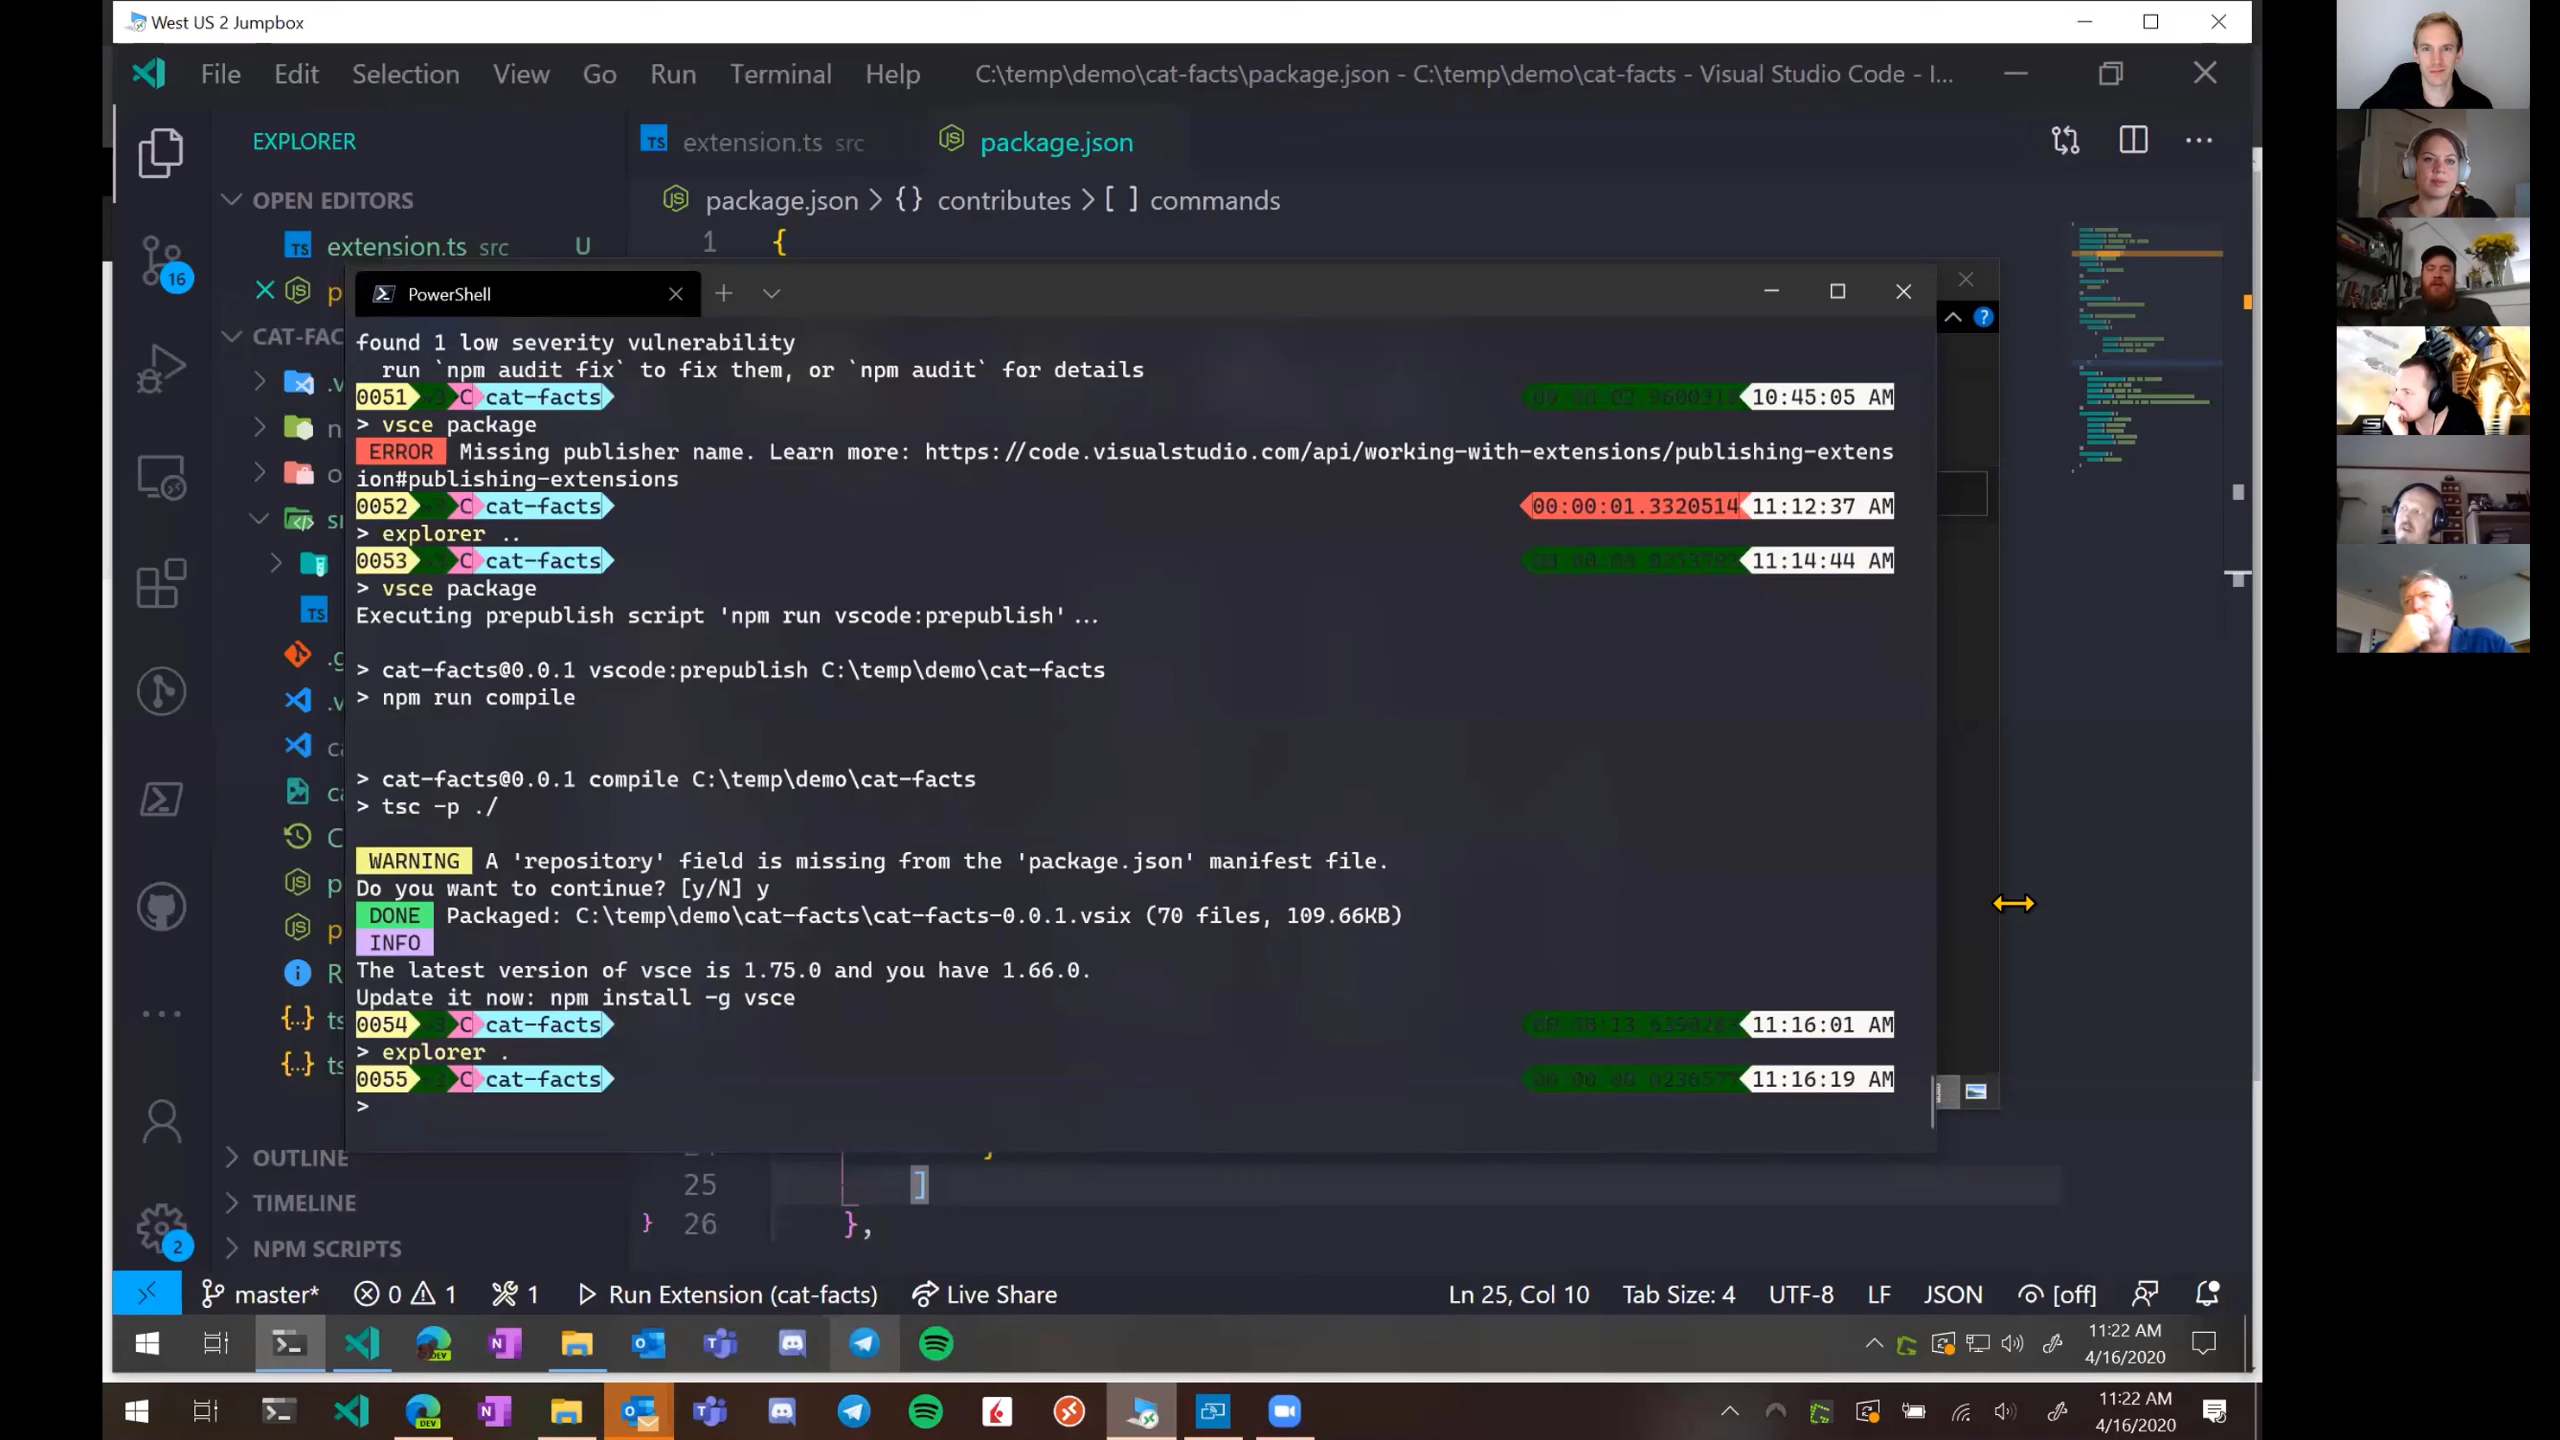 West US 2 Jumpbox
File Edit Selection View Go Run Terminal Help C:\temp\demo\cat-facts\package.json - C:\temp\demo\cat-facts - Visual Studio Code - I...
EXPLORER
extension.ts src
package.json
OPEN EDITORS
package.json > {} contributes > [ ] commands
extension.ts src U
1 {
PowerShell
CAT-FAC
found 1 low severity vulnerability
run `npm audit fix` to fix them, or `npm audit` for details
0051 C cat-facts 10:45:05 AM
> vsce package
ERROR Missing publisher name. Learn more: https://code.visualstudio.com/api/working-with-extensions/publishing-extens
ion#publishing-extensions
0052 C cat-facts 00:00:01.3320514 11:12:37 AM
> explorer ..
0053 C cat-facts 11:14:44 AM
> vsce package
Executing prepublish script 'npm run vscode:prepublish'...
> cat-facts@0.0.1 vscode:prepublish C:\temp\demo\cat-facts
> npm run compile
> cat-facts@0.0.1 compile C:\temp\demo\cat-facts
> tsc -p ./
WARNING A 'repository' field is missing from the 'package.json' manifest file.
Do you want to continue? [y/N] y
DONE Packaged: C:\temp\demo\cat-facts\cat-facts-0.0.1.vsix (70 files, 109.66KB)
INFO
The latest version of vsce is 1.75.0 and you have 1.66.0.
Update it now: npm install -g vsce
0054 C cat-facts 11:16:01 AM
> explorer .
0055 C cat-facts 11:16:19 AM
>
16
2
OUTLINE
TIMELINE
NPM SCRIPTS
25 ]
26 },
master* 0 1 1 Run Extension (cat-facts) Live Share Ln 25, Col 10 Tab Size: 4 UTF-8 LF JSON [off]
11:22 AM
4/16/2020
11:22 AM
4/16/2020